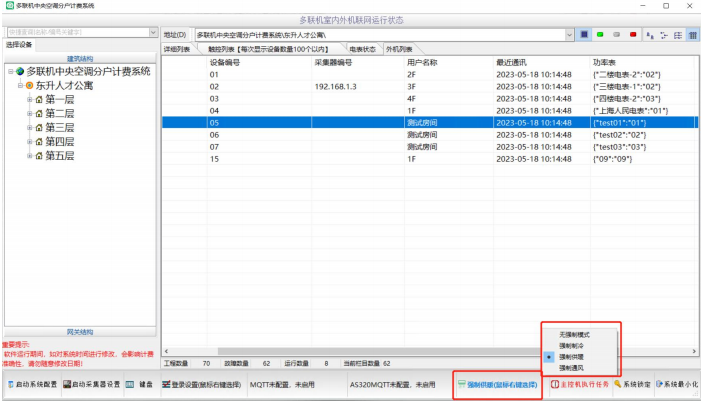 多联机中央空调分户计费系统
多联机室内外机联网运行状态
快捷查询(名称/编号关键字)
选择设备
建筑结构
多联机中央空调分户计费系统
东升人才公寓
第一层
第二层
第三层
第四层
第五层
网关结构
重要提示:
软件运行期间，如对系统时间进行修改，会影响计费
准确性，请勿随意修改日期！
地址(D)
多联机中央空调分户计费系统\东升人才公寓\
详细列表
触控列表【每次显示设备数量100个以内】
电表状态
外机列表
设备编号 采集器编号 用户名称 最近通讯 功率表
01 2F 2023-05-18 10:14:48 {"二楼电表-2":"02"}
02 192.168.1.3 3F 2023-05-18 10:14:48 {"三楼电表-1":"02"}
03 4F 2023-05-18 10:14:48 {"四楼电表-2":"03"}
04 1F 2023-05-18 10:14:48 {"上海人民电表":"01"}
05 测试房间 2023-05-18 10:14:48 {"test01":"01"}
06 测试房间 2023-05-18 10:14:48 {"test02":"02"}
07 测试房间 2023-05-18 10:14:48 {"test03":"03"}
15 1F 2023-05-18 10:14:48 {"09":"09"}
无强制模式
强制制冷
强制供暖
强制通风
工程数量 70 故障数量 62 运行数量 8 当前栏目数量 62
启动系统配置
启动采集器设置
键盘
登录设置(鼠标右键选择)
MQTT未配置，未启用
AS320MQTT未配置，未启用
强制供暖(鼠标右键选择)
主控机执行任务
系统锁定
系统最小化